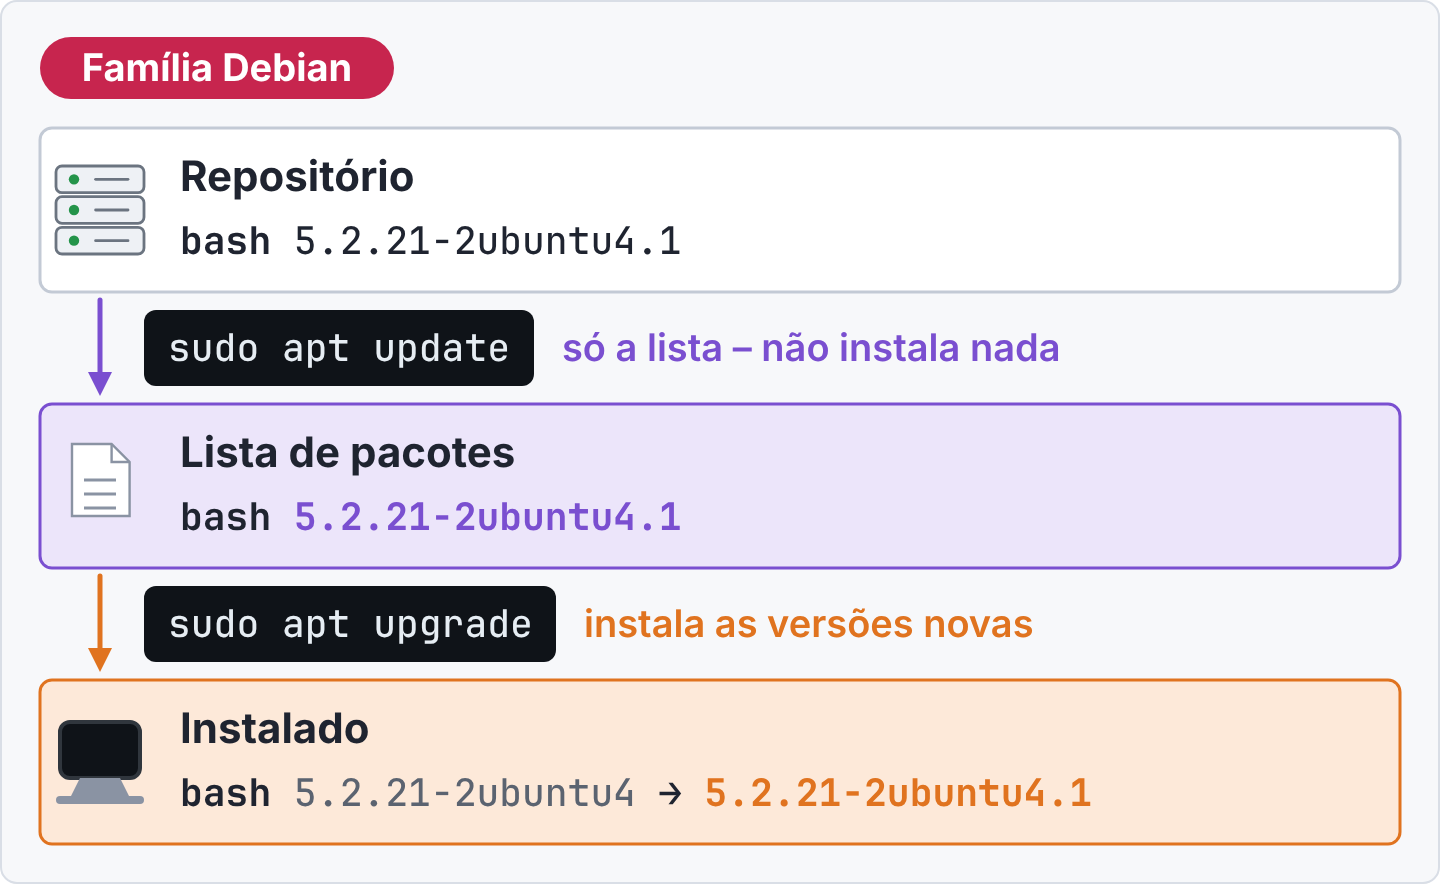 Família Debian
Repositório
bash 5.2.21-2ubuntu4.1
sudo apt update só a lista – não instala nada
Lista de pacotes
bash 5.2.21-2ubuntu4.1
sudo apt upgrade instala as versões novas
Instalado
bash 5.2.21-2ubuntu4 → 5.2.21-2ubuntu4.1